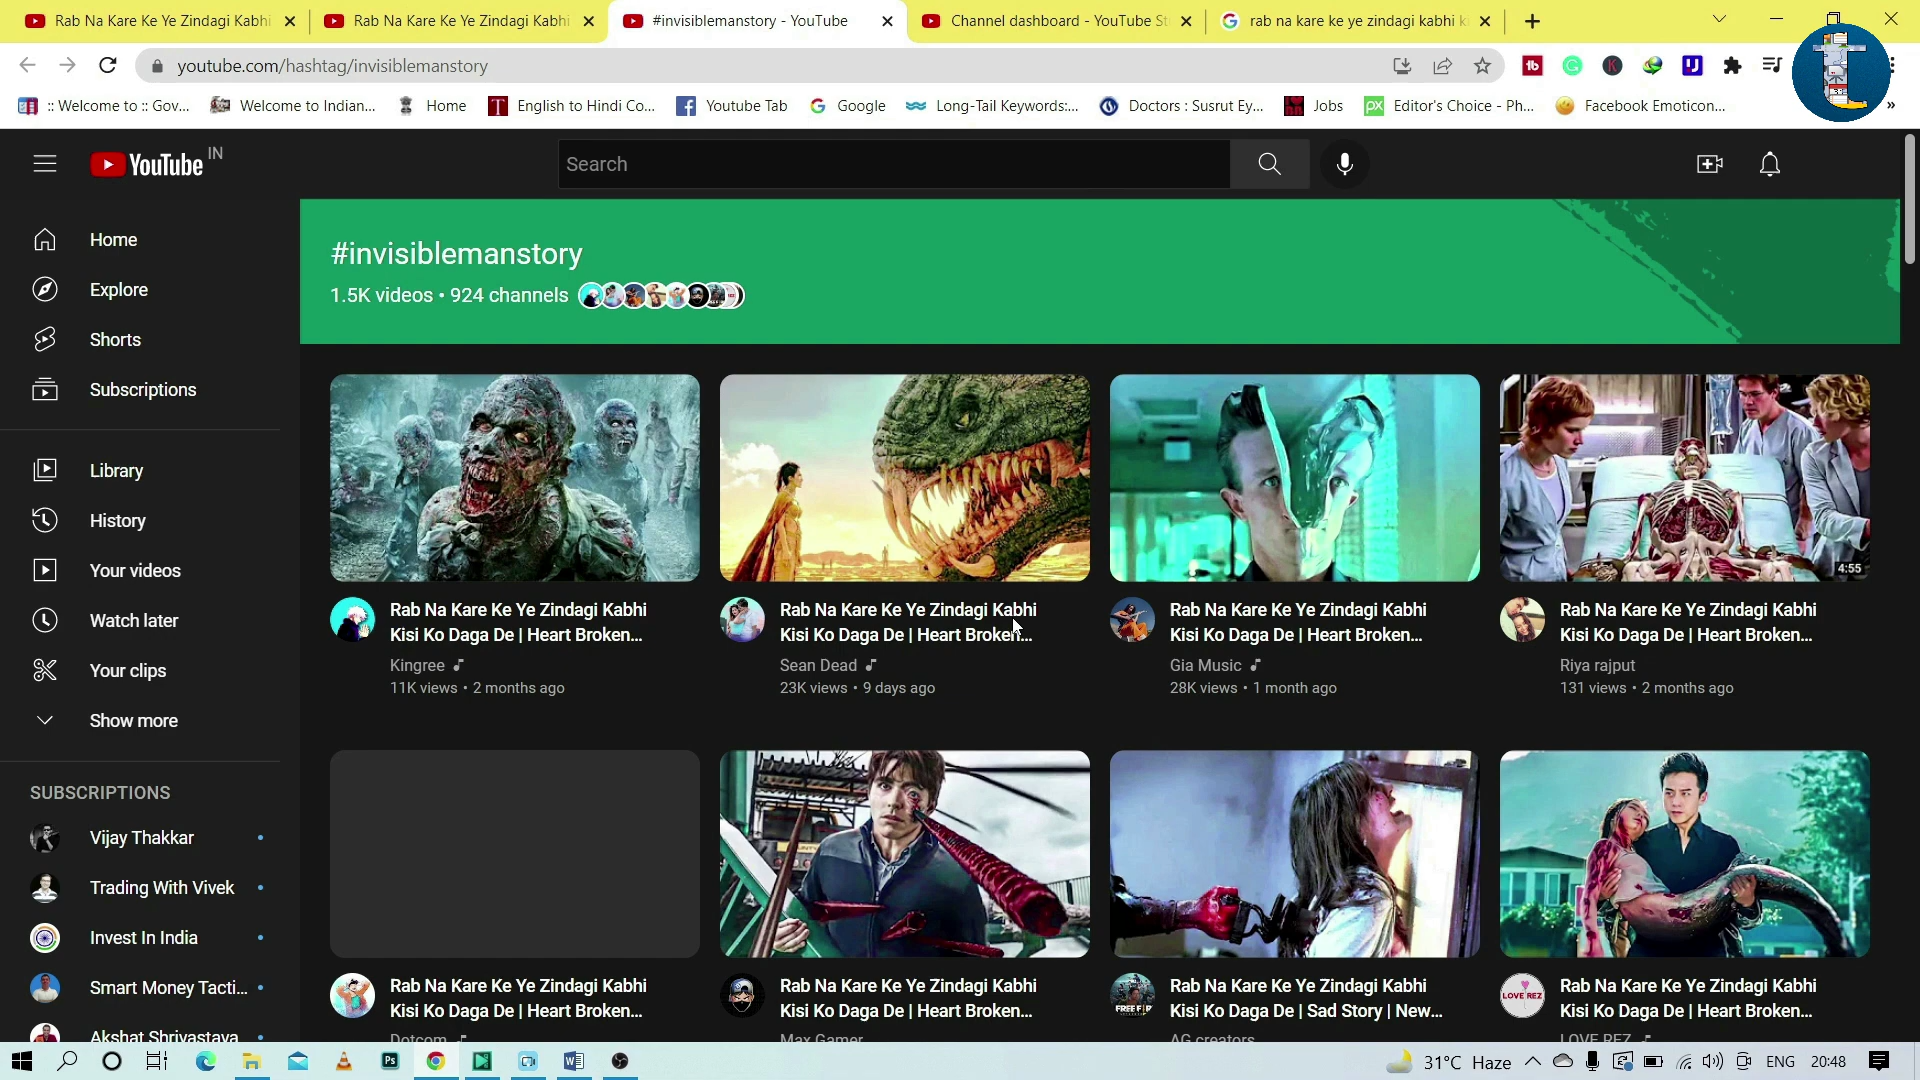 Rab Na Kare Ke Ye Zindagi Kabhi
Rab Na Kare Ke Ye Zindagi Kabhi
#invisiblemanstory - YouTube
Channel dashboard - YouTube St
rab na kare ke ye zindagi kabhi k
youtube.com/hashtag/invisiblemanstory
:: Welcome to :: Gov...
Welcome to Indian...
Home
English to Hindi Co...
Youtube Tab
Google
Long-Tail Keywords:...
Doctors : Susrut Ey...
Jobs
Editor's Choice - Ph...
Facebook Emoticon...
YouTube IN
Search
Home
Explore
Shorts
Subscriptions
Library
History
Your videos
Watch later
Your clips
Show more
SUBSCRIPTIONS
Vijay Thakkar
Trading With Vivek
Invest In India
Smart Money Tacti...
Akshat Shrivastava
#invisiblemanstory
1.5K videos • 924 channels
Rab Na Kare Ke Ye Zindagi Kabhi
Kisi Ko Daga De | Heart Broken...
Kingree
11K views • 2 months ago
Rab Na Kare Ke Ye Zindagi Kabhi
Kisi Ko Daga De | Heart Broken...
Sean Dead
23K views • 9 days ago
Rab Na Kare Ke Ye Zindagi Kabhi
Kisi Ko Daga De | Heart Broken...
Gia Music
28K views • 1 month ago
4:55
Rab Na Kare Ke Ye Zindagi Kabhi
Kisi Ko Daga De | Heart Broken...
Riya rajput
131 views • 2 months ago
Rab Na Kare Ke Ye Zindagi Kabhi
Kisi Ko Daga De | Heart Broken...
Dotcom
Rab Na Kare Ke Ye Zindagi Kabhi
Kisi Ko Daga De | Heart Broken...
Max Gamer
FREE FIR
Rab Na Kare Ke Ye Zindagi Kabhi
Kisi Ko Daga De | Sad Story | New...
AG creators
LOVE REZ
Rab Na Kare Ke Ye Zindagi Kabhi
Kisi Ko Daga De | Heart Broken...
LOVE REZ
31°C Haze
ENG
20:48